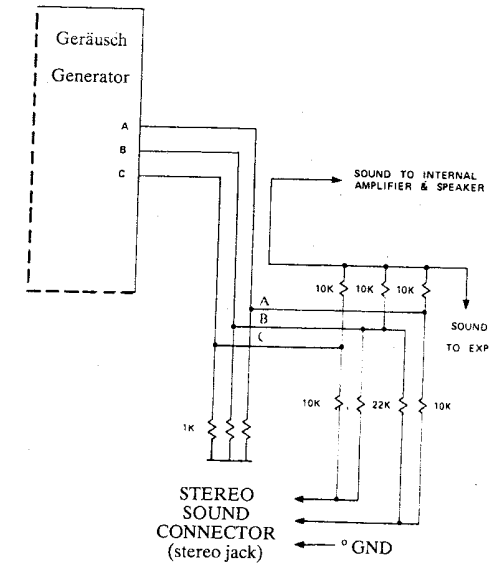 Geräusch
Generator
A
B
C
SOUND TO INTERNAL
AMPLIFIER & SPEAKER
10K 10K 10K
A
B
C
SOUND
TO EXP
10K 22K 10K
1K
STEREO
SOUND
CONNECTOR
(stereo jack)
° GND